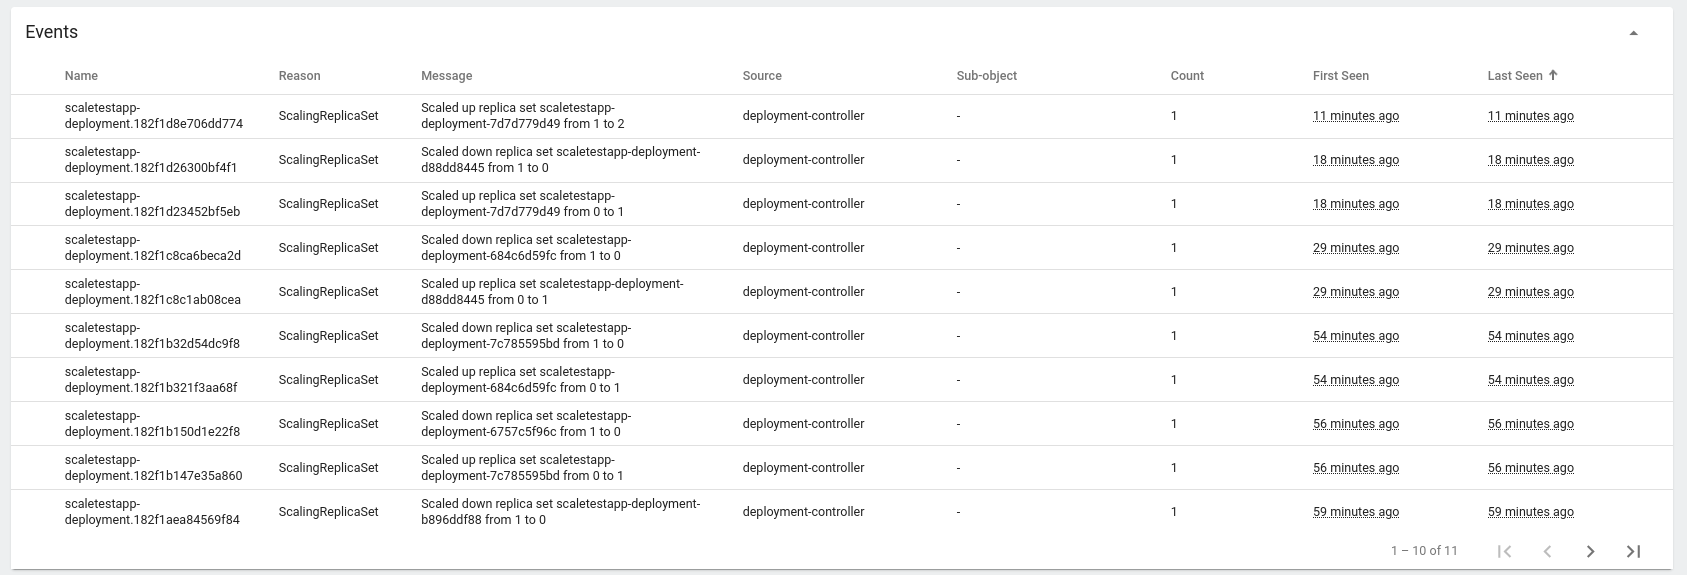 Events
Name Reason Message Source Sub-object Count First Seen Last Seen
scaletestapp- Scaled up replica set scaletestapp-
ScalingReplicaSet deployment-controller - 1 11 minutes ago 11 minutes ago
deployment.182f1d8e706dd774 deployment-7d7d779d49 from 1 to 2
scaletestapp- Scaled down replica set scaletestapp-deployment-
ScalingReplicaSet deployment-controller - 1 18 minutes ago 18 minutes ago
deployment.182f1d26300bf4f1 d88dd8445 from 1 to 0
scaletestapp- Scaled up replica set scaletestapp-
ScalingReplicaSet deployment-controller - 1 18 minutes ago 18 minutes ago
deployment.182f1d23452bf5eb deployment-7d7d779d49 from 0 to 1
scaletestapp- Scaled down replica set scaletestapp-
ScalingReplicaSet deployment-controller - 1 29 minutes ago 29 minutes ago
deployment.182f1c8ca6beca2d deployment-684c6d59fc from 1 to 0
scaletestapp- Scaled up replica set scaletestapp-deployment-
ScalingReplicaSet deployment-controller - 1 29 minutes ago 29 minutes ago
deployment.182f1c8c1ab08cea d88dd8445 from 0 to 1
scaletestapp- Scaled down replica set scaletestapp-
ScalingReplicaSet deployment-controller - 1 54 minutes ago 54 minutes ago
deployment.182f1b32d54dc9f8 deployment-7c785595bd from 1 to 0
scaletestapp- Scaled up replica set scaletestapp-
ScalingReplicaSet deployment-controller - 1 54 minutes ago 54 minutes ago
deployment.182f1b321f3aa68f deployment-684c6d59fc from 0 to 1
scaletestapp- Scaled down replica set scaletestapp-
ScalingReplicaSet deployment-controller - 1 56 minutes ago 56 minutes ago
deployment.182f1b150d1e22f8 deployment-6757c5f96c from 1 to 0
scaletestapp- Scaled up replica set scaletestapp-
ScalingReplicaSet deployment-controller - 1 56 minutes ago 56 minutes ago
deployment.182f1b147e35a860 deployment-7c785595bd from 0 to 1
scaletestapp- Scaled down replica set scaletestapp-deployment-
ScalingReplicaSet deployment-controller - 1 59 minutes ago 59 minutes ago
deployment.182f1aea84569f84 b896ddf88 from 1 to 0
1 – 10 of 11